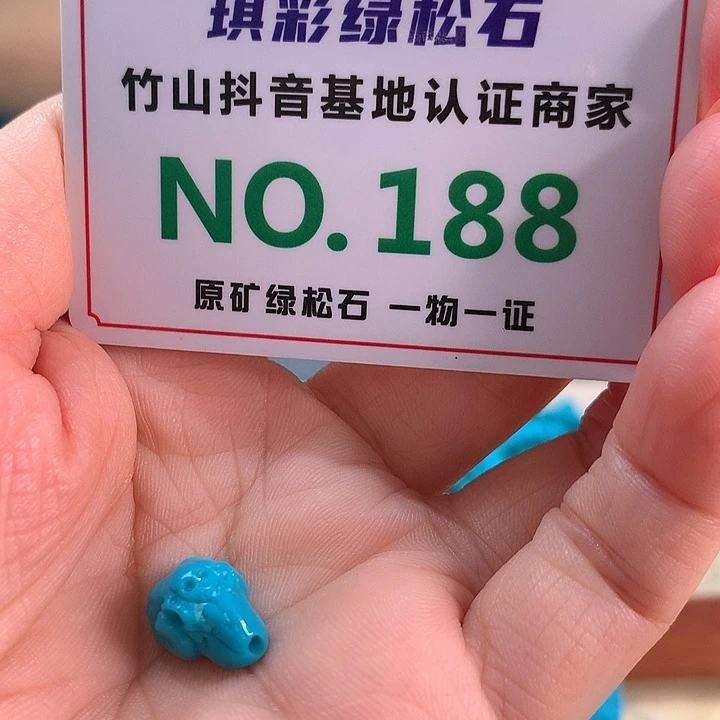 琪彩绿松石
竹山抖音基地认证商家
NO.188
原矿绿松石 一物一证